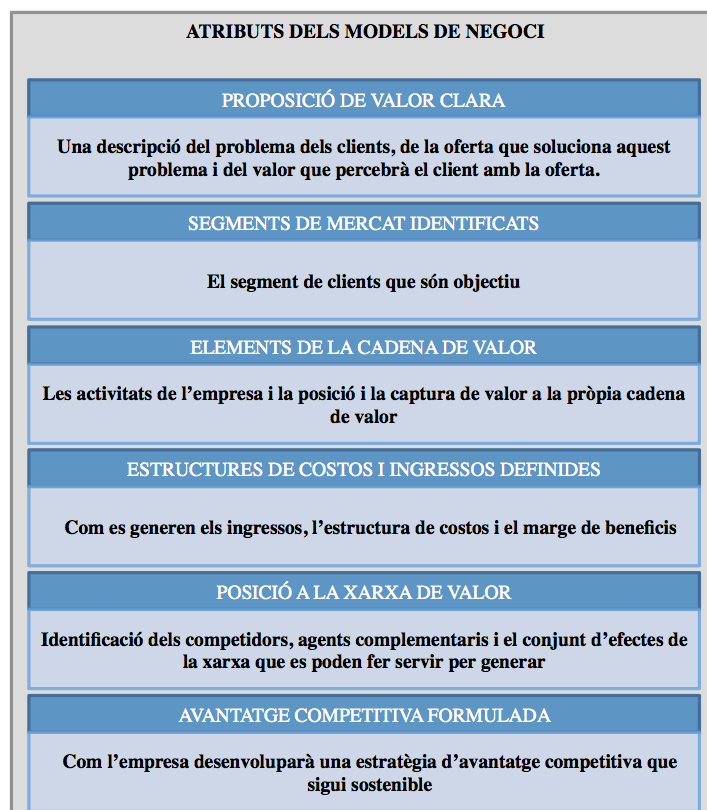 ATRIBUTS DELS MODELS DE NEGOCI
PROPOSICIÓ DE VALOR CLARA
Una descripció del problema dels clients, de la oferta que soluciona aquest
problema i del valor que percebrà el client amb la oferta.
SEGMENTS DE MERCAT IDENTIFICATS
El segment de clients que són objectiu
ELEMENTS DE LA CADENA DE VALOR
Les activitats de l’empresa i la posició i la captura de valor a la pròpia cadena
de valor
ESTRUCTURES DE COSTOS I INGRESSOS DEFINIDES
Com es generen els ingressos, l’estructura de costos i el marge de beneficis
POSICIÓ A LA XARXA DE VALOR
Identificació dels competidors, agents complementaris i el conjunt d’efectes de
la xarxa que es poden fer servir per generar
AVANTATGE COMPETITIVA FORMULADA
Com l’empresa desenvoluparà una estratègia d’avantatge competitiva que
sigui sostenible